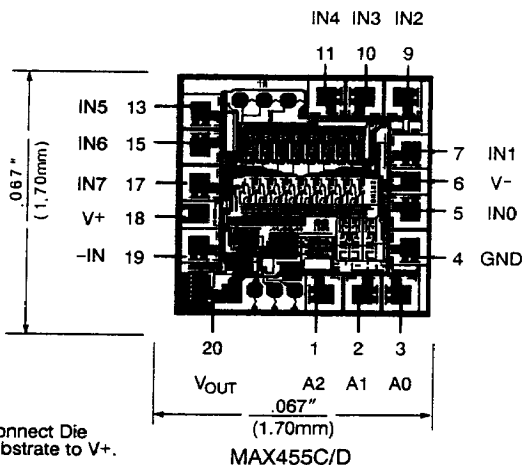 IN4 IN3 IN2
11 10 9
IN5 13
IN6 15
IN7 17
V+ 18
-IN 19
7 IN1
6 V-
5 IN0
4 GND
.067"
(1.70mm)
20 1 2 3
VOUT A2 A1 A0
.067"
(1.70mm)
onnect Die
bstrate to V+.
MAX455C/D